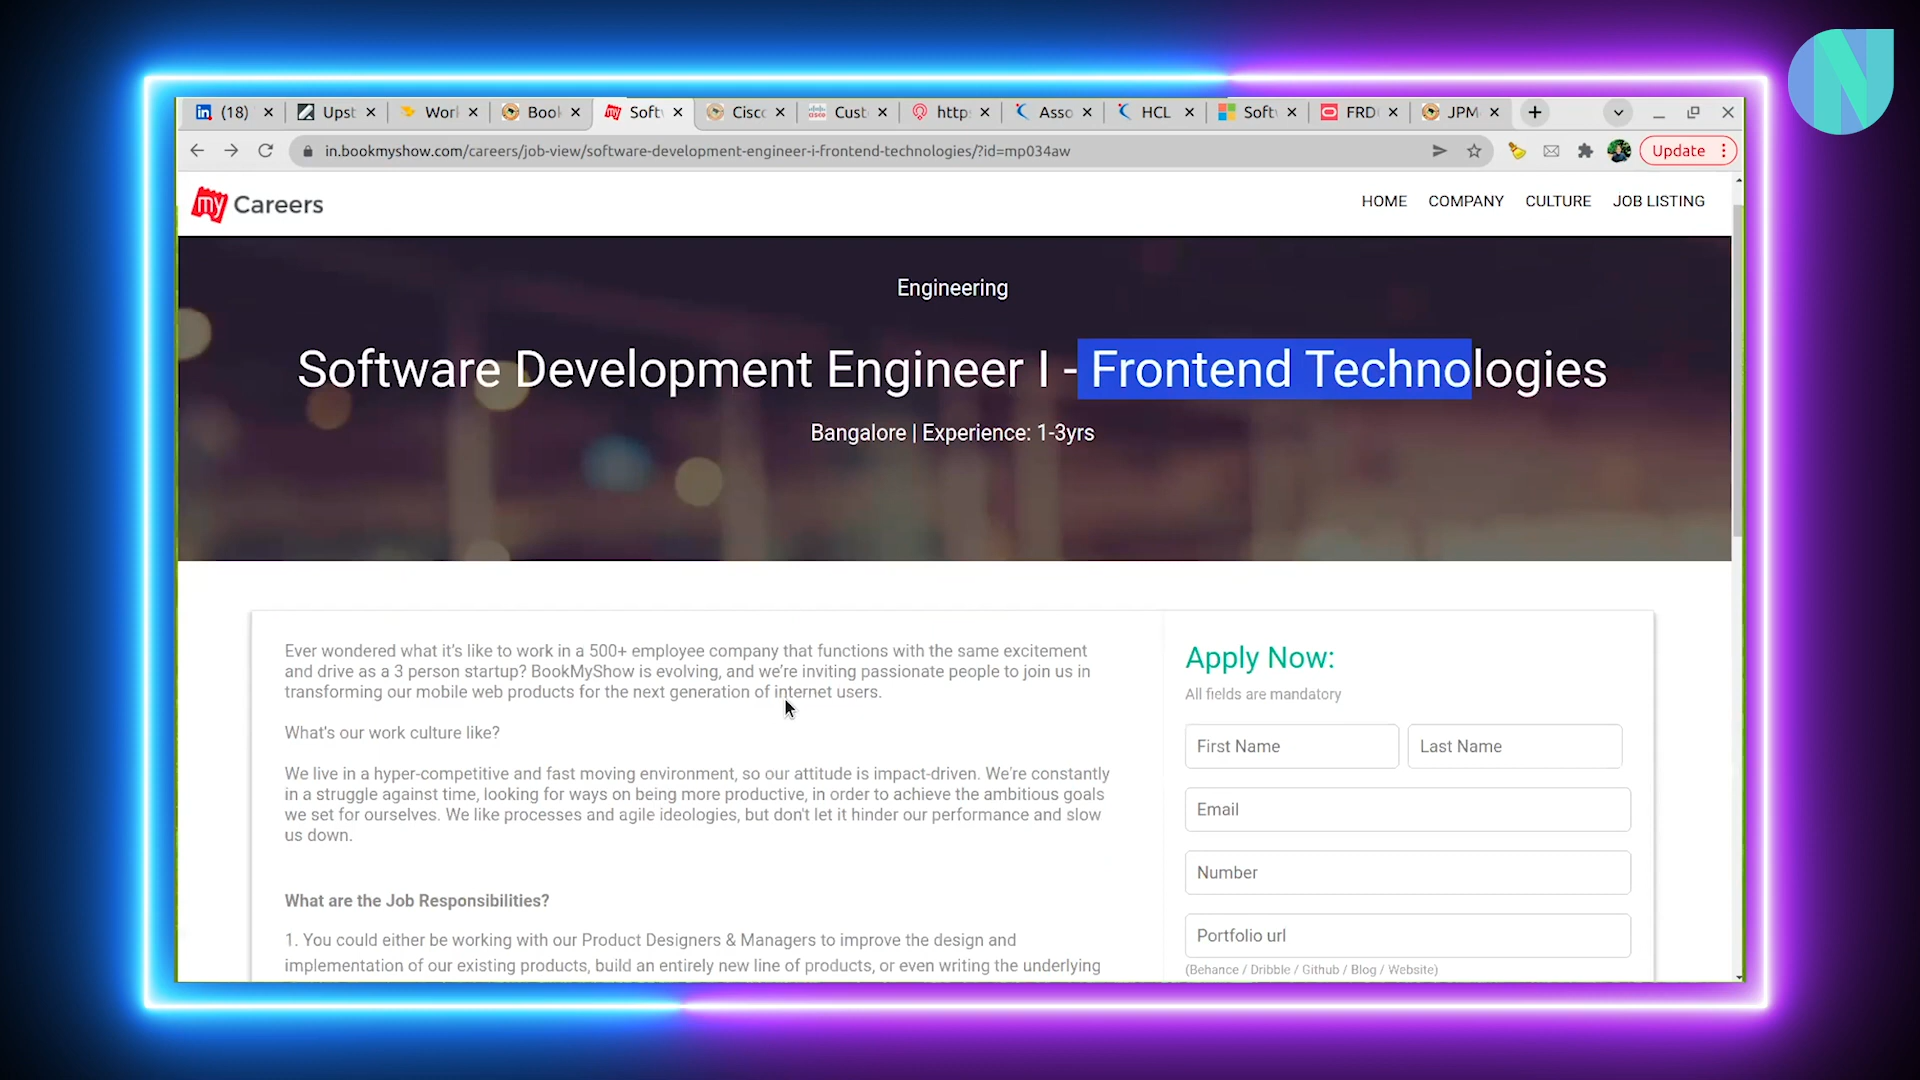 (18)
Upst
Worl
Book
Softw
Cisco
Cust
http
Asso
HCL
Softw
FRD
JPM
in.bookmyshow.com/careers/job-view/software-development-engineer-i-frontend-technologies/?id=mp034aw
Update
my Careers
HOME COMPANY CULTURE JOB LISTING
Engineering
Software Development Engineer I - Frontend Technologies
Bangalore | Experience: 1-3yrs
Ever wondered what it's like to work in a 500+ employee company that functions with the same excitement
and drive as a 3 person startup? BookMyShow is evolving, and we're inviting passionate people to join us in
transforming our mobile web products for the next generation of internet users.
What's our work culture like?
We live in a hyper-competitive and fast moving environment, so our attitude is impact-driven. We're constantly
in a struggle against time, looking for ways on being more productive, in order to achieve the ambitious goals
we set for ourselves. We like processes and agile ideologies, but don't let it hinder our performance and slow
us down.
What are the Job Responsibilities?
1. You could either be working with our Product Designers & Managers to improve the design and
implementation of our existing products, build an entirely new line of products, or even writing the underlying
Apply Now:
All fields are mandatory
First Name
Last Name
Email
Number
Portfolio url
(Behance / Dribble / Github / Blog / Website)